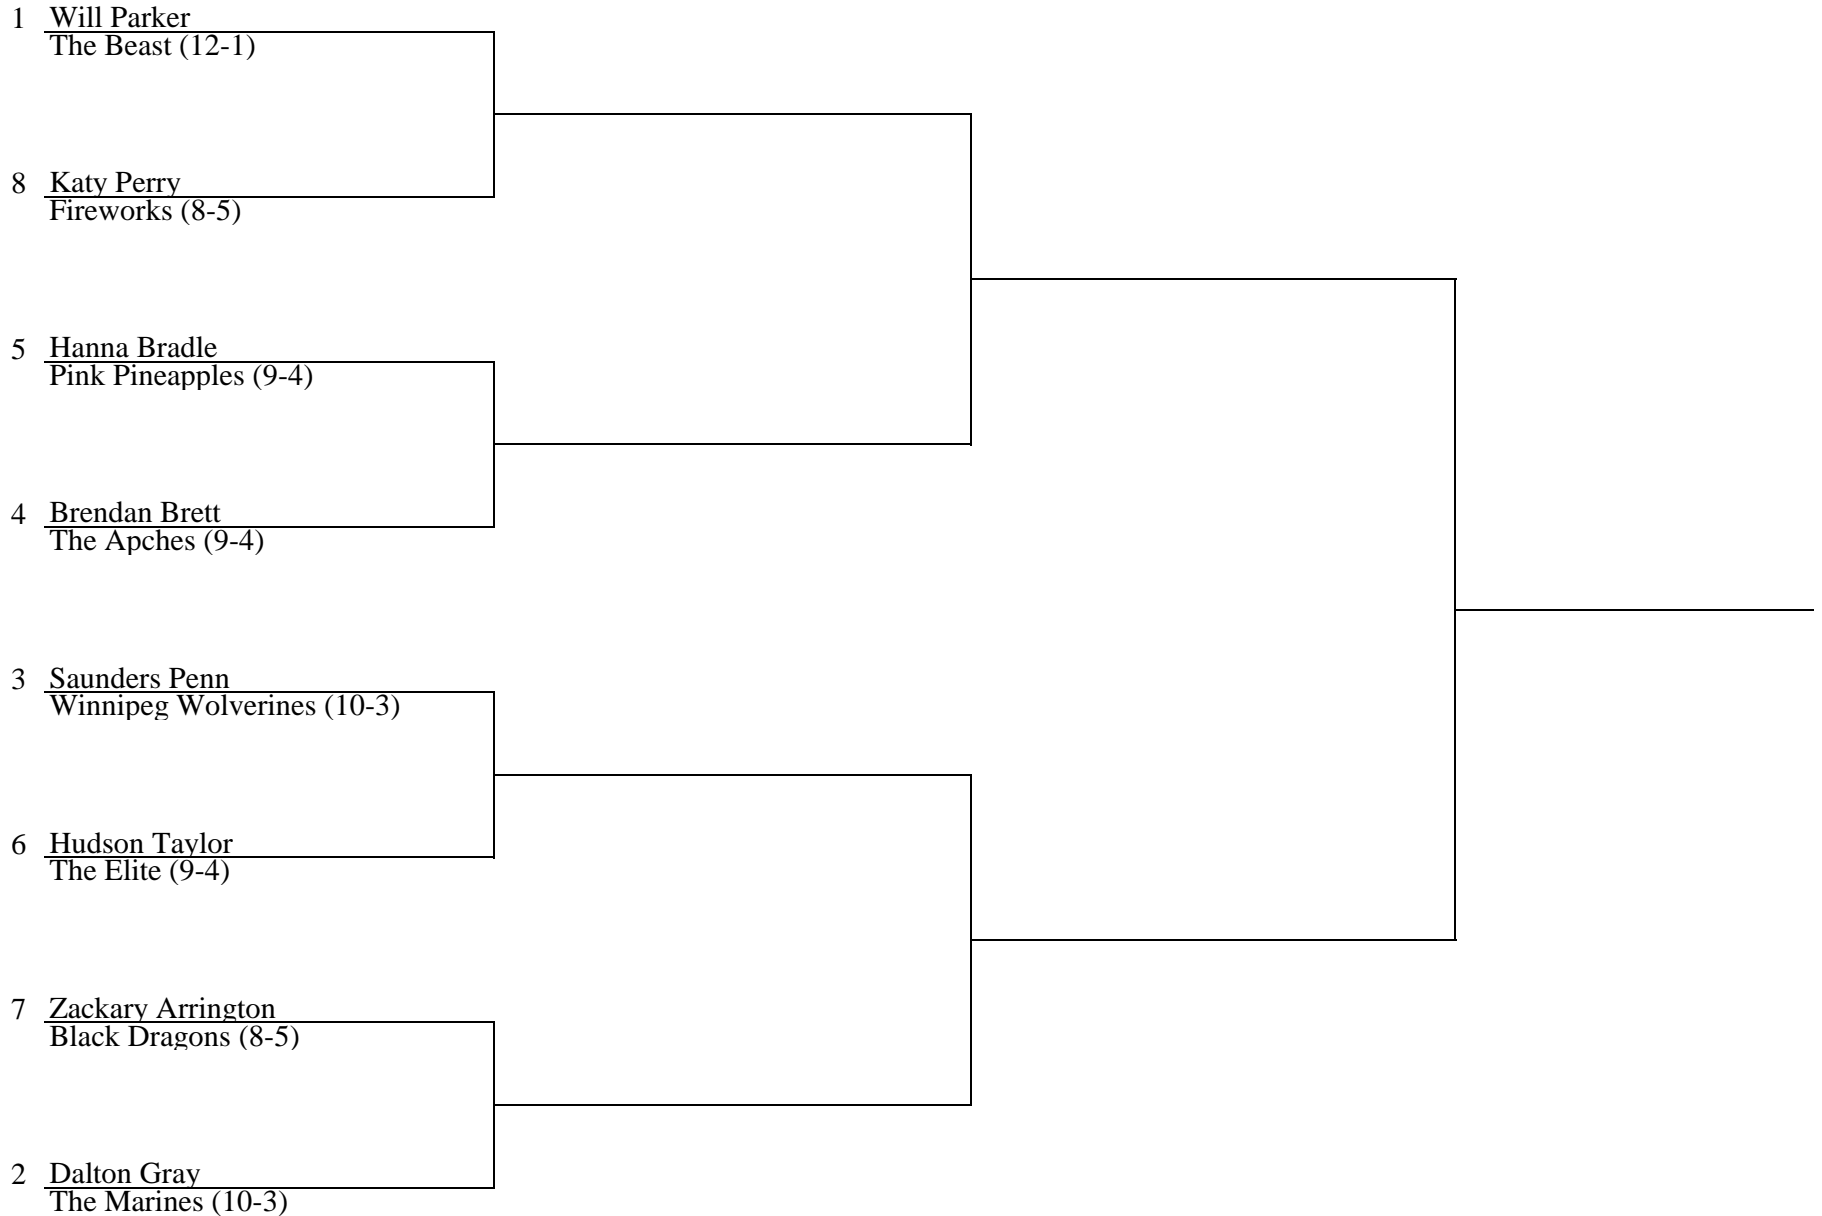 1 Will Parker
The Beast (12-1)
8 Katy Perry
Fireworks (8-5)
5 Hanna Bradle
Pink Pineapples (9-4)
4 Brendan Brett
The Apches (9-4)
3 Saunders Penn
Winnipeg Wolverines (10-3)
6 Hudson Taylor
The Elite (9-4)
7 Zackary Arrington
Black Dragons (8-5)
2 Dalton Gray
The Marines (10-3)